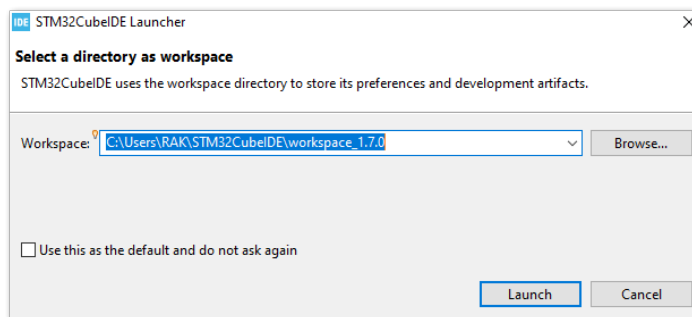 IDE STM32CubeIDE Launcher
Select a directory as workspace
STM32CubeIDE uses the workspace directory to store its preferences and development artifacts.
Workspace: C:\Users\RAK\STM32CubeIDE\workspace_1.7.0 Browse...
Use this as the default and do not ask again
Launch Cancel